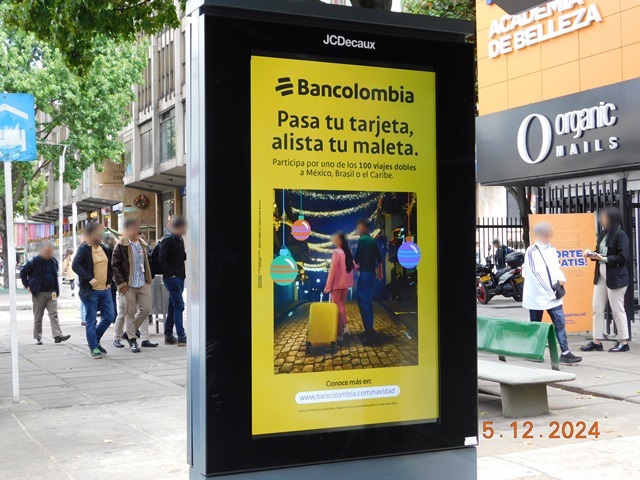 JCDecaux
Bancolombia
Pasa tu tarjeta,
alista tu maleta.
Participa por uno de los 100 viajes dobles
a México, Brasil o el Caribe.
Conoce más en:
www.bancolombia.com/navidad
ACADEMIA
DE BELLEZA
organic
NAILS
5.12.2024